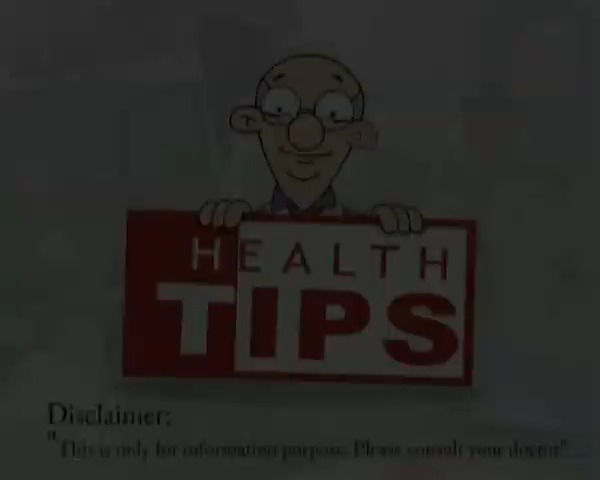 HEALTH
TIPS
Disclaimer:
"This is only for information purpose. Please consult your doctor"